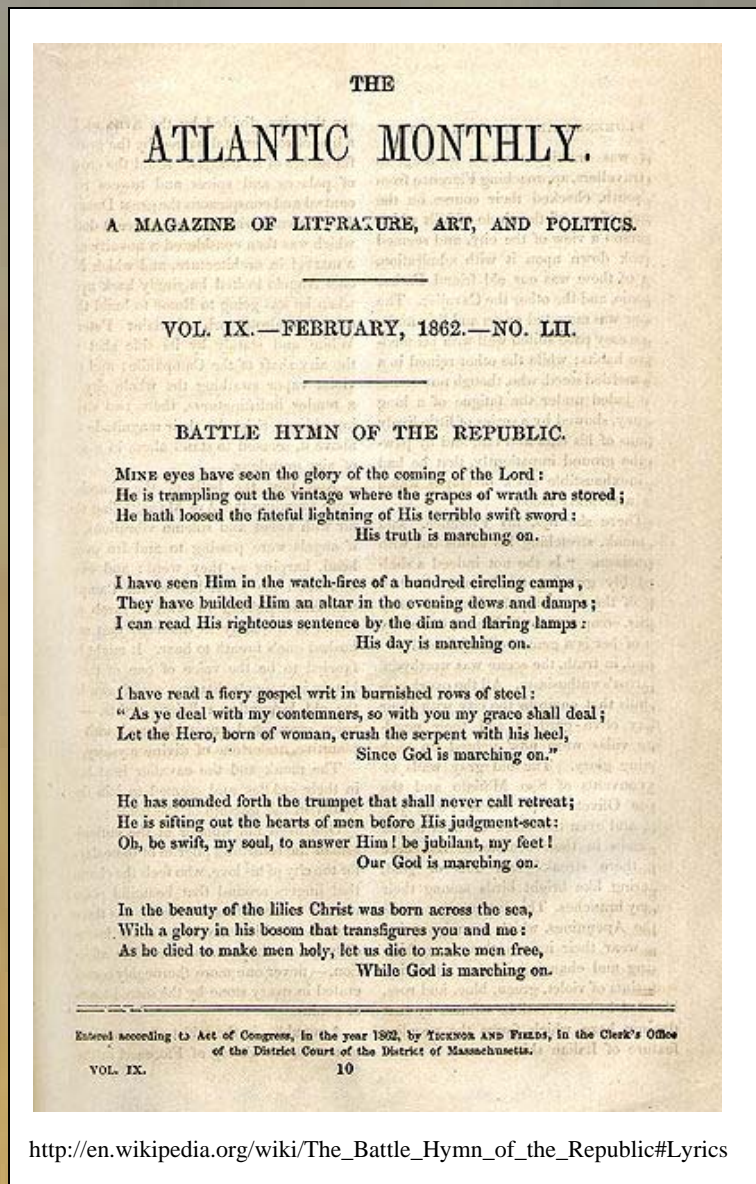 THE
ATLANTIC MONTHLY.
A MAGAZINE OF LITERATURE, ART, AND POLITICS.
VOL. IX.—FEBRUARY, 1862.—NO. LII.
BATTLE HYMN OF THE REPUBLIC.
MINE eyes have seen the glory of the coming of the Lord :
He is trampling out the vintage where the grapes of wrath are stored ;
He hath loosed the fateful lightning of His terrible swift sword :
His truth is marching on.
I have seen Him in the watch-fires of a hundred circling camps ,
They have builded Him an altar in the evening dews and damps ;
I can read His righteous sentence by the dim and flaring lamps :
His day is marching on.
I have read a fiery gospel writ in burnished rows of steel :
“ As ye deal with my contemners, so with you my grace shall deal ;
Let the Hero, born of woman, crush the serpent with his heel,
Since God is marching on.”
He has sounded forth the trumpet that shall never call retreat ;
He is sifting out the hearts of men before His judgment-seat :
Oh, be swift, my soul, to answer Him ! be jubilant, my feet !
Our God is marching on.
In the beauty of the lilies Christ was born across the sea,
With a glory in his bosom that transfigures you and me :
As he died to make men holy, let us die to make men free,
While God is marching on.
Entered according to Act of Congress, in the year 1862, by TICKNOR AND FIELDS, in the Clerk's Office
of the District Court of the District of Massachusetts.
VOL. IX. 10
http://en.wikipedia.org/wiki/The_Battle_Hymn_of_the_Republic#Lyrics